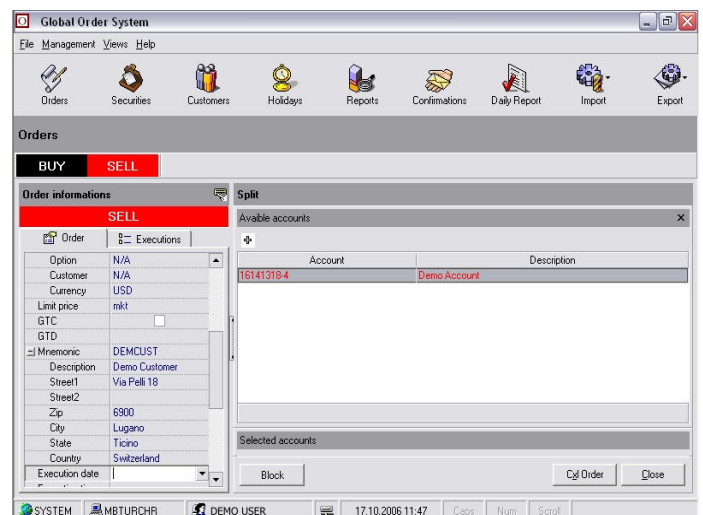 Global Order System
File Management Views Help
Orders Securities Customers Holidays Reports Confirmations Daily Report Import Export
Orders
BUY SELL
Order informations
SELL
Order Executions
Option N/A
Customer N/A
Currency USD
Limit price mkt
GTC
GTD
Mnemonic DEMCUST
Description Demo Customer
Street1 Via Pelli 18
Street2
Zip 6900
City Lugano
State Ticino
Country Switzerland
Execution date
Split
Avaible accounts
Account Description
16141318-4 Demo Account
Selected accounts
Block Cxl Order Close
SYSTEM MBTURCHR DEMO USER 17.10.2006 11:47 Caps Num Scroll